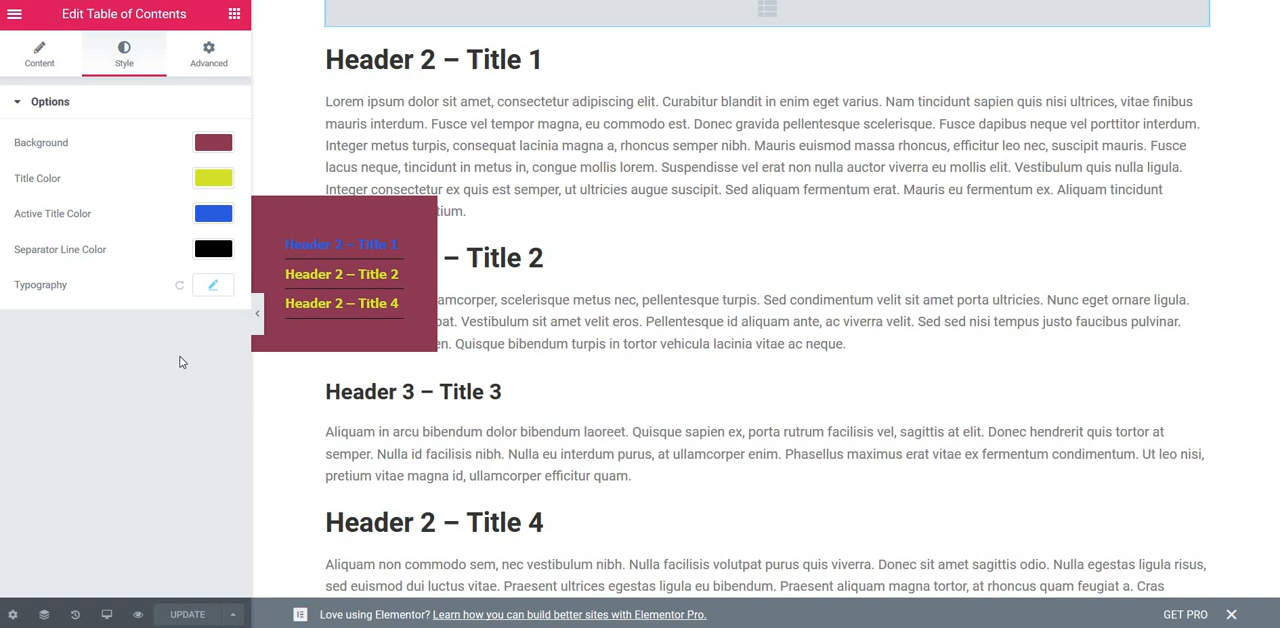 Edit Table of Contents
Content
Style
Advanced
Options
Background
Title Color
Active Title Color
Separator Line Color
Typography
UPDATE
Header 2 – Title 1
Lorem ipsum dolor sit amet, consectetur adipiscing elit. Curabitur blandit in enim eget varius. Nam tincidunt sapien quis nisi ultrices, vitae finibus
mauris interdum. Fusce vel tempor magna, eu commodo est. Donec gravida pellentesque scelerisque. Fusce dapibus neque vel porttitor interdum.
Integer metus turpis, consequat lacinia magna a, rhoncus semper nibh. Mauris euismod massa rhoncus, efficitur leo nec, suscipit mauris. Fusce
lacus neque, tincidunt in metus in, congue mollis lorem. Suspendisse vel erat non nulla auctor viverra eu mollis elit. Vestibulum quis nulla ligula.
Integer consectetur ex quis est semper, ut ultricies augue suscipit. Sed aliquam fermentum erat. Mauris eu fermentum ex. Aliquam tincidunt
tium.
Header 2 – Title 1
Header 2 – Title 2
Header 2 – Title 4
– Title 2
amcorper, scelerisque metus nec, pellentesque turpis. Sed condimentum velit sit amet porta ultricies. Nunc eget ornare ligula.
pat. Vestibulum sit amet velit eros. Pellentesque id aliquam ante, ac viverra velit. Sed sed nisi tempus justo faucibus pulvinar.
en. Quisque bibendum turpis in tortor vehicula lacinia vitae ac neque.
Header 3 – Title 3
Aliquam in arcu bibendum dolor bibendum laoreet. Quisque sapien ex, porta rutrum facilisis vel, sagittis at elit. Donec hendrerit quis tortor at
semper. Nulla id facilisis nibh. Nulla eu interdum purus, at ullamcorper enim. Phasellus maximus erat vitae ex fermentum condimentum. Ut leo nisi,
pretium vitae magna id, ullamcorper efficitur quam.
Header 2 – Title 4
Aliquam non commodo sem, nec vestibulum nibh. Nulla facilisis volutpat purus quis viverra. Donec sit amet sagittis odio. Nulla egestas ligula risus,
sed euismod dui luctus vitae. Praesent ultrices egestas ligula eu bibendum. Praesent aliquam magna tortor, at rhoncus quam feugiat a. Cras
Love using Elementor? Learn how you can build better sites with Elementor Pro.
GET PRO